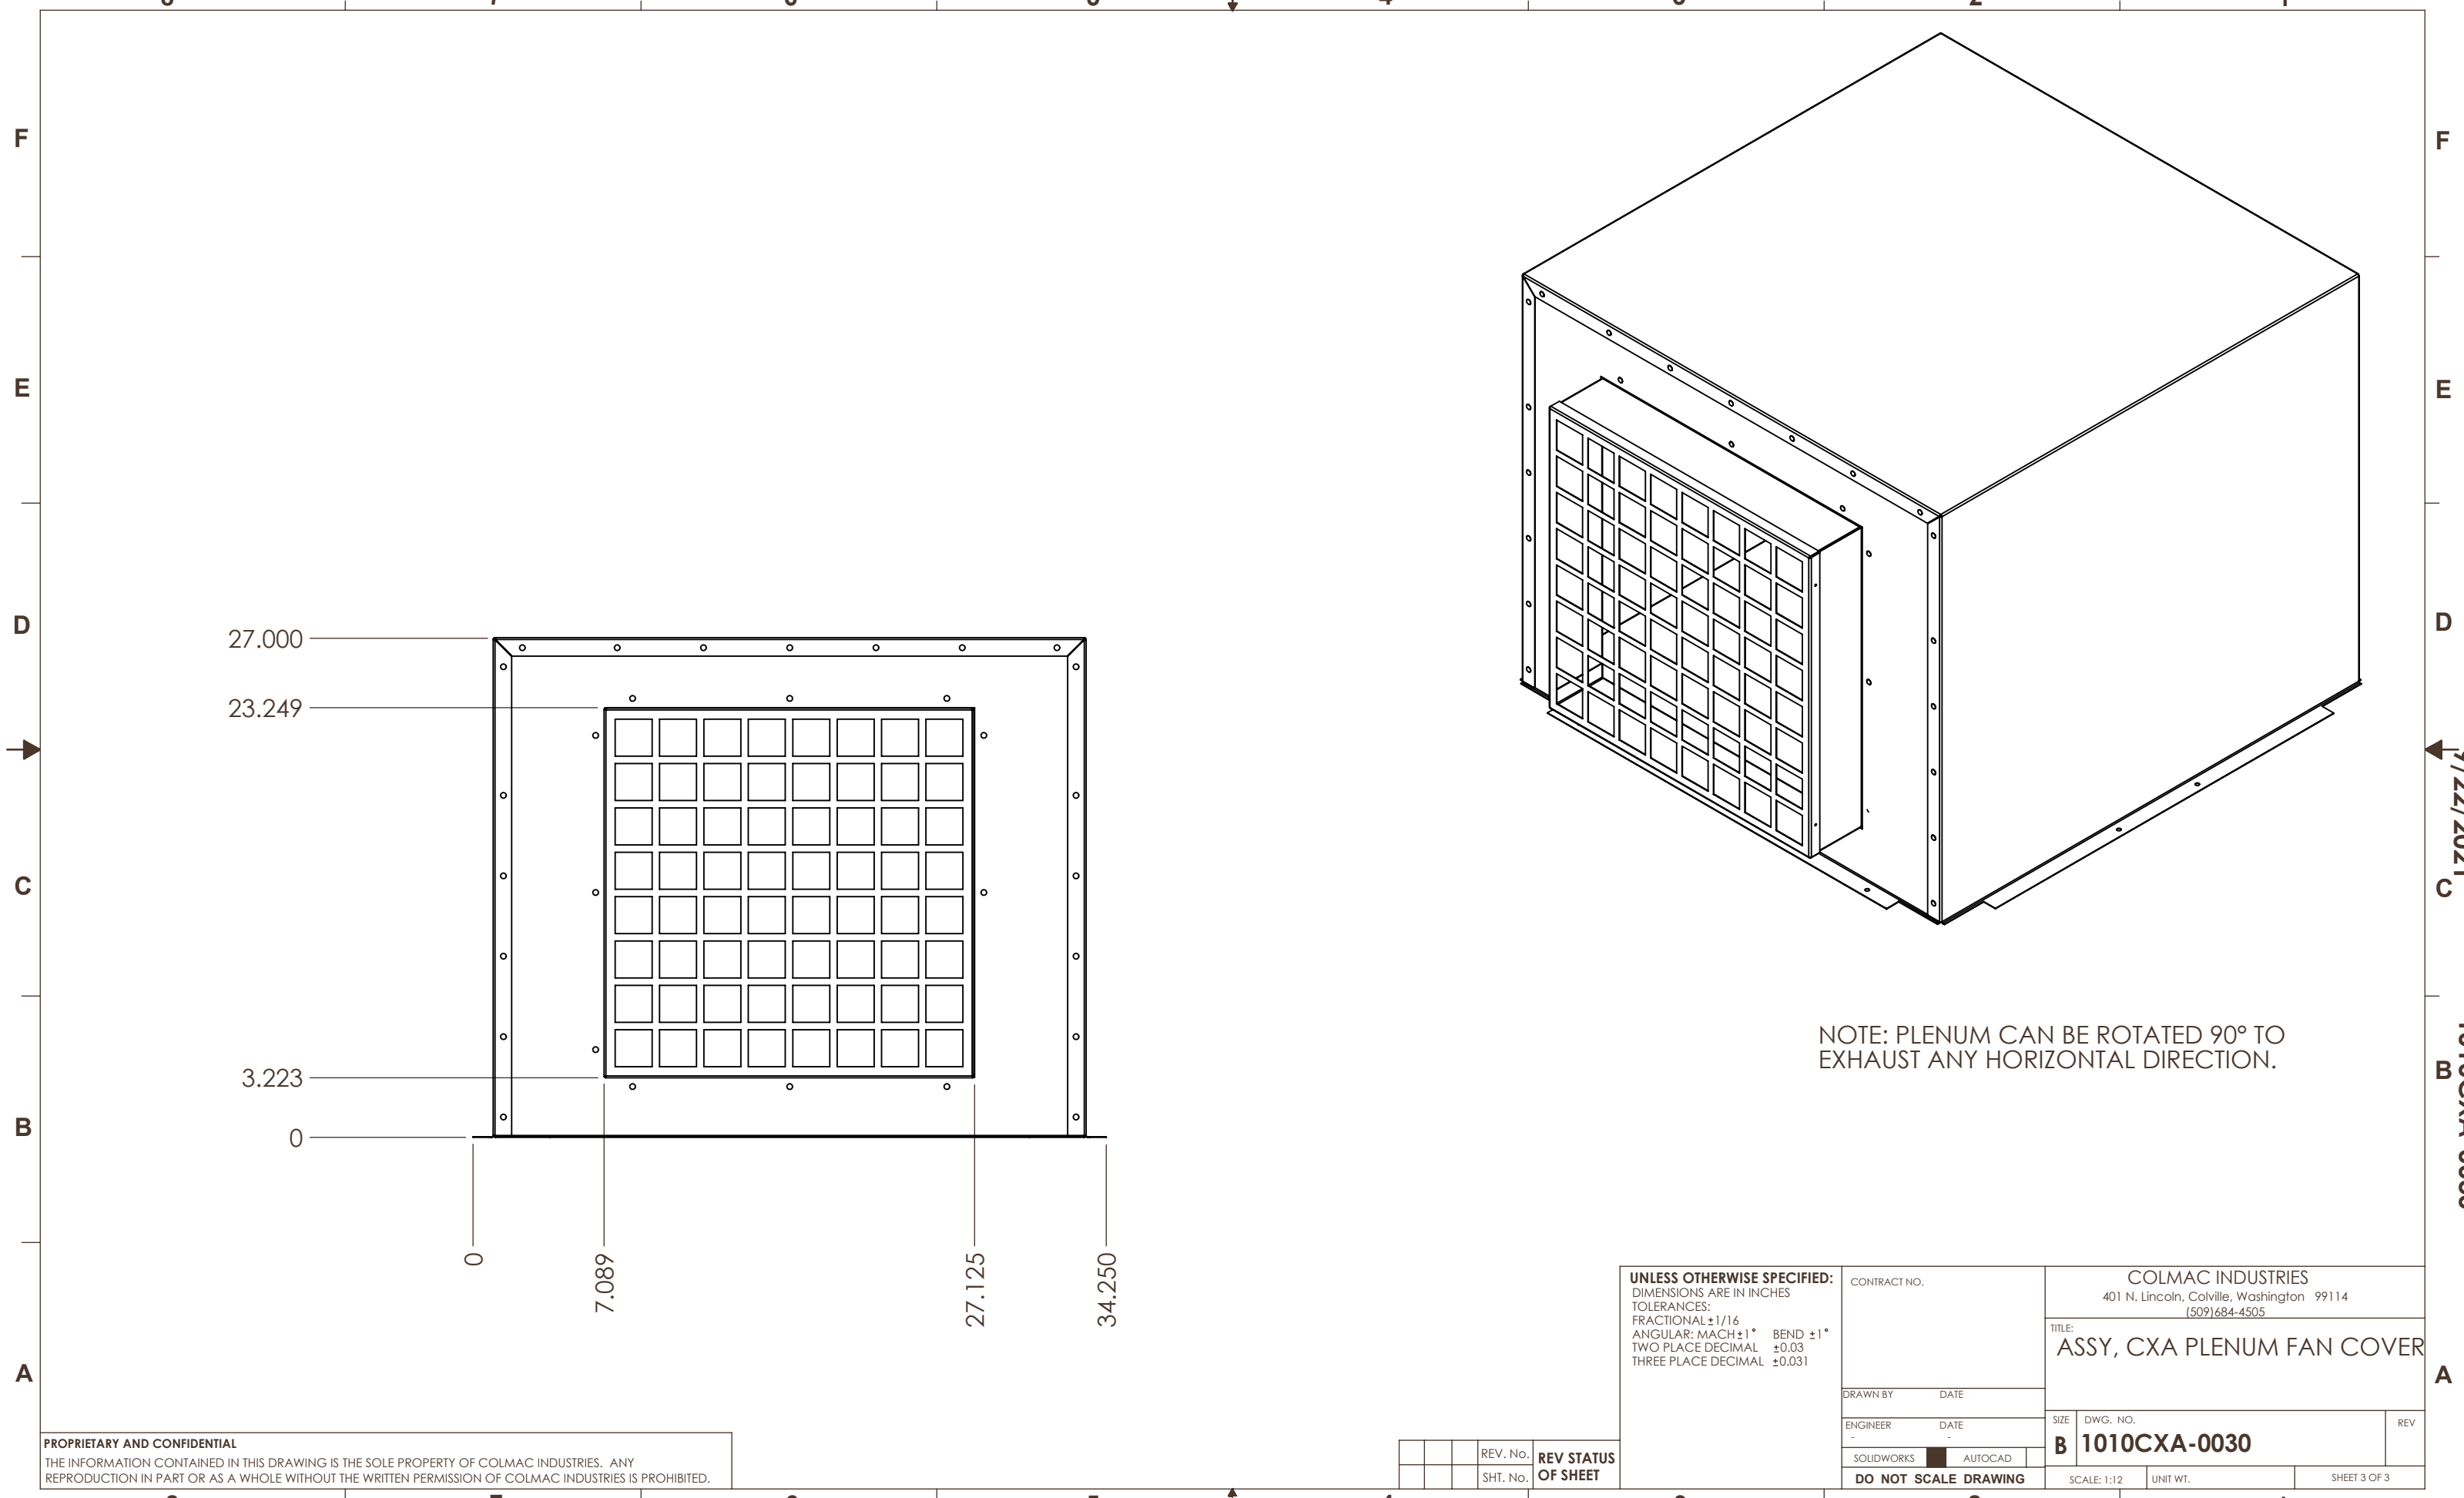 F
F
E
E
D
D
C
C
B
B
A
A
27.000
23.249
3.223
0
0
7.089
27.125
34.250
9/22/2021
NOTE: PLENUM CAN BE ROTATED 90° TO
EXHAUST ANY HORIZONTAL DIRECTION.
UNLESS OTHERWISE SPECIFIED:
DIMENSIONS ARE IN INCHES
TOLERANCES:
FRACTIONAL ±1/16
ANGULAR: MACH ±1° BEND ±1°
TWO PLACE DECIMAL ±0.03
THREE PLACE DECIMAL ±0.031
CONTRACT NO.
DRAWN BY DATE
ENGINEER DATE
- -
SOLIDWORKS AUTOCAD
DO NOT SCALE DRAWING
COLMAC INDUSTRIES
401 N. Lincoln, Colville, Washington 99114
(509)684-4505
TITLE:
ASSY, CXA PLENUM FAN COVER
SIZE DWG. NO. REV
B 1010CXA-0030
SCALE: 1:12 UNIT WT. SHEET 3 OF 3
REV. No.
SHT. No.
REV STATUS
OF SHEET
PROPRIETARY AND CONFIDENTIAL
THE INFORMATION CONTAINED IN THIS DRAWING IS THE SOLE PROPERTY OF COLMAC INDUSTRIES. ANY
REPRODUCTION IN PART OR AS A WHOLE WITHOUT THE WRITTEN PERMISSION OF COLMAC INDUSTRIES IS PROHIBITED.